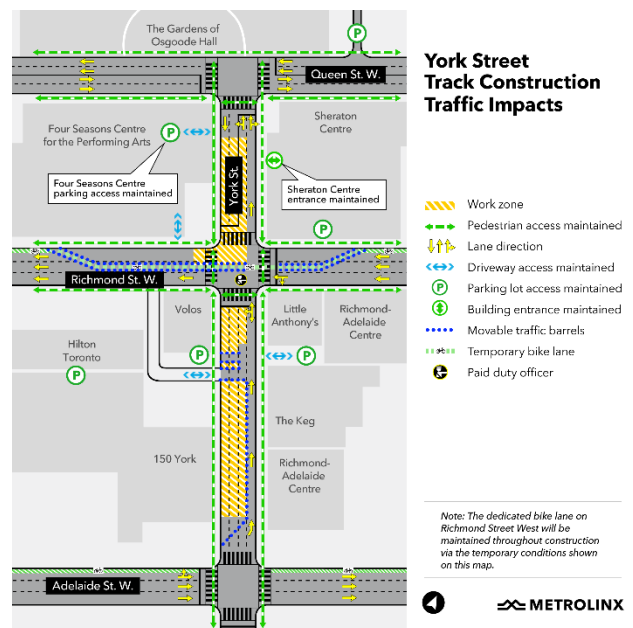 The Gardens of
Osgoode Hall
P
Queen St. W.
Four Seasons Centre
for the Performing Arts
P
Sheraton
Centre
Four Seasons Centre
parking access maintained
York St.
Sheraton Centre
entrance maintained
P
Richmond St. W.
Volos
Little
Anthony's
Richmond-
Adelaide
Centre
Hilton
Toronto
P
P
P
The Keg
150 York
Richmond-
Adelaide
Centre
Adelaide St. W.
York Street
Track Construction
Traffic Impacts
Work zone
Pedestrian access maintained
Lane direction
Driveway access maintained
P
Parking lot access maintained
Building entrance maintained
Movable traffic barrels
Temporary bike lane
Paid duty officer
Note: The dedicated bike lane on
Richmond Street West will be
maintained throughout construction
via the temporary conditions shown
on this map.
METROLINX